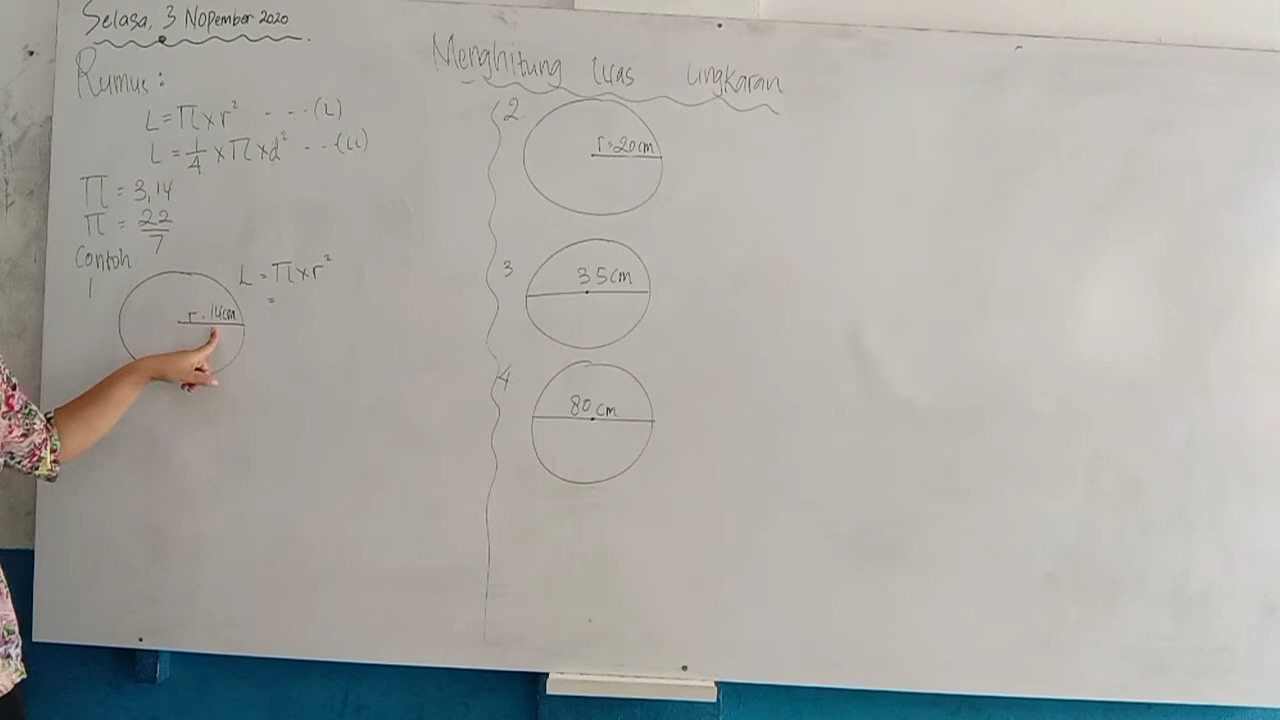 Selasa, 3 NOPember 2020
Rumus :
L = π x r² - - - (i)
L = 1/4 x π x d² - - (ii)
π = 3,14
π = 22/7
Contoh
1
r = 14cm
L = π x r²
=
Menghitung luas Lingkaran
2
r = 20cm
3
35cm
4
80cm